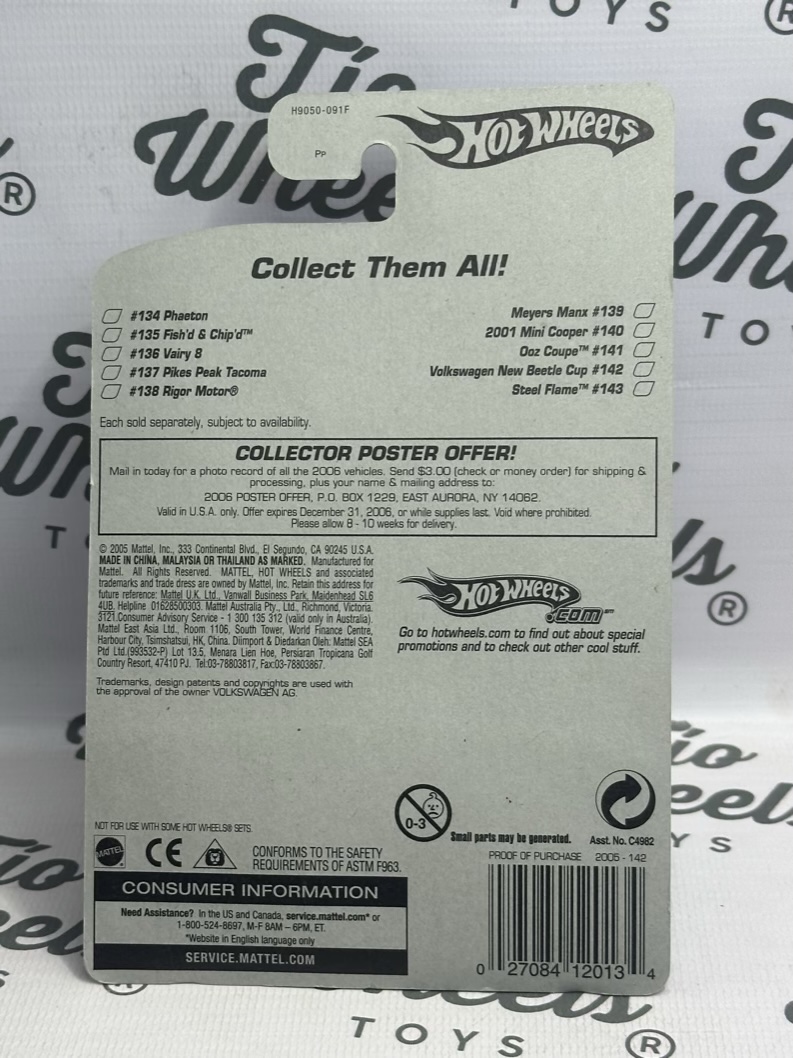 H9050-091F
Pp
HOT WHEELS
Collect Them All!
#134 Phaeton
#135 Fish'd & Chip'd™
#136 Vairy 8
#137 Pikes Peak Tacoma
#138 Rigor Motor®
Meyers Manx #139
2001 Mini Cooper #140
Ooz Coupe™ #141
Volkswagen New Beetle Cup #142
Steel Flame™ #143
Each sold separately, subject to availability.
COLLECTOR POSTER OFFER!
Mail in today for a photo record of all the 2006 vehicles. Send $3.00 (check or money order) for shipping &
processing, plus your name & mailing address to:
2006 POSTER OFFER, P.O. BOX 1229, EAST AURORA, NY 14052.
Valid in U.S.A. only. Offer expires December 31, 2006, or while supplies last. Void where prohibited.
Please allow 8 - 10 weeks for delivery.
© 2005 Mattel, Inc., 333 Continental Blvd., El Segundo, CA 90245 U.S.A.
MADE IN CHINA, MALAYSIA OR THAILAND AS MARKED. Manufactured for
Mattel. All Rights Reserved. MATTEL, HOT WHEELS and associated
trademarks and trade dress are owned by Mattel, Inc. Retain this address for
future reference: Mattel U.K. Ltd., Vanwall Business Park, Maidenhead SL6
4UB. Helpline 01628500303. Mattel Australia Pty., Ltd., Richmond, Victoria.
3121.Consumer Advisory Service - 1 300 135 312 (valid only in Australia).
Mattel East Asia Ltd., Room 1106, South Tower, World Finance Centre,
Harbour City, Tsimshatsui, HK, China. Diimport & Diedarkan Oleh: Mattel SEA
Ptd Ltd.(993532-P) Lot 13.5, Menara Lien Hoe, Persiaran Tropicana Golf
Country Resort, 47410 PJ. Tel:03-78803817, Fax:03-78803867.
Trademarks, design patents and copyrights are used with
the approval of the owner VOLKSWAGEN AG.
HOT WHEELS
.COM
Go to hotwheels.com to find out about special
promotions and to check out other cool stuff.
NOT FOR USE WITH SOME HOT WHEELS® SETS.
MATTEL
CE
CONFORMS TO THE SAFETY
REQUIREMENTS OF ASTM F963.
0-3
Small parts may be generated.
Asst. No. C4982
PROOF OF PURCHASE 2006 - 142
CONSUMER INFORMATION
Need Assistance? In the US and Canada, service.mattel.com* or
1-800-524-8697, M-F 8AM – 6PM, ET.
*Website in English language only
SERVICE.MATTEL.COM
0 27084 12013 4
Tio
Wheels
TOYS
®